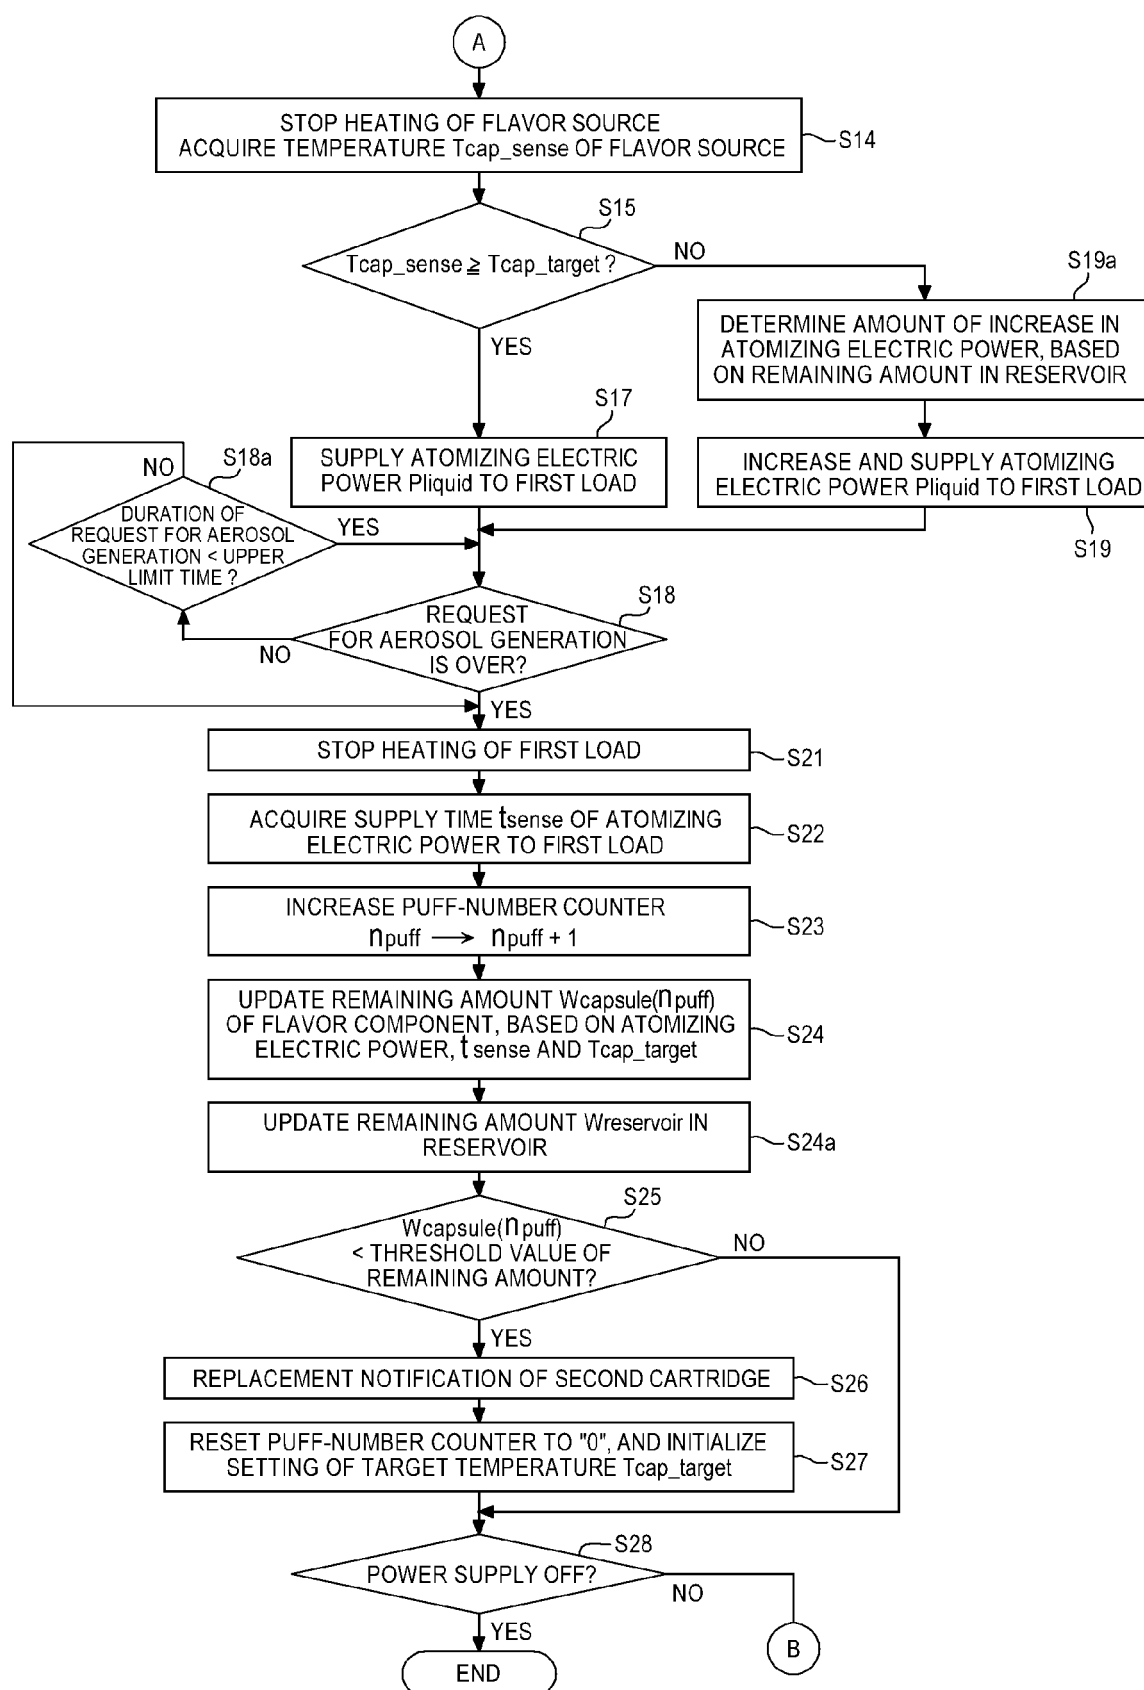 A
STOP HEATING OF FLAVOR SOURCE
ACQUIRE TEMPERATURE Tcap_sense OF FLAVOR SOURCE
S14
S15
Tcap_sense ≧ Tcap_target ?
NO
YES
S19a
DETERMINE AMOUNT OF INCREASE IN
ATOMIZING ELECTRIC POWER, BASED
ON REMAINING AMOUNT IN RESERVOIR
S17
SUPPLY ATOMIZING ELECTRIC
POWER Pliquid TO FIRST LOAD
INCREASE AND SUPPLY ATOMIZING
ELECTRIC POWER Pliquid TO FIRST LOAD
S19
NO
S18a
DURATION OF
REQUEST FOR AEROSOL
GENERATION < UPPER
LIMIT TIME ?
YES
S18
REQUEST
FOR AEROSOL GENERATION
IS OVER?
NO
YES
STOP HEATING OF FIRST LOAD
S21
ACQUIRE SUPPLY TIME tsense OF ATOMIZING
ELECTRIC POWER TO FIRST LOAD
S22
INCREASE PUFF-NUMBER COUNTER
npuff → npuff + 1
S23
UPDATE REMAINING AMOUNT Wcapsule(npuff)
OF FLAVOR COMPONENT, BASED ON ATOMIZING
ELECTRIC POWER, t sense AND Tcap_target
S24
UPDATE REMAINING AMOUNT Wreservoir IN
RESERVOIR
S24a
S25
Wcapsule(npuff)
< THRESHOLD VALUE OF
REMAINING AMOUNT?
NO
YES
REPLACEMENT NOTIFICATION OF SECOND CARTRIDGE
S26
RESET PUFF-NUMBER COUNTER TO "0", AND INITIALIZE
SETTING OF TARGET TEMPERATURE Tcap_target
S27
S28
POWER SUPPLY OFF?
NO
YES
B
END